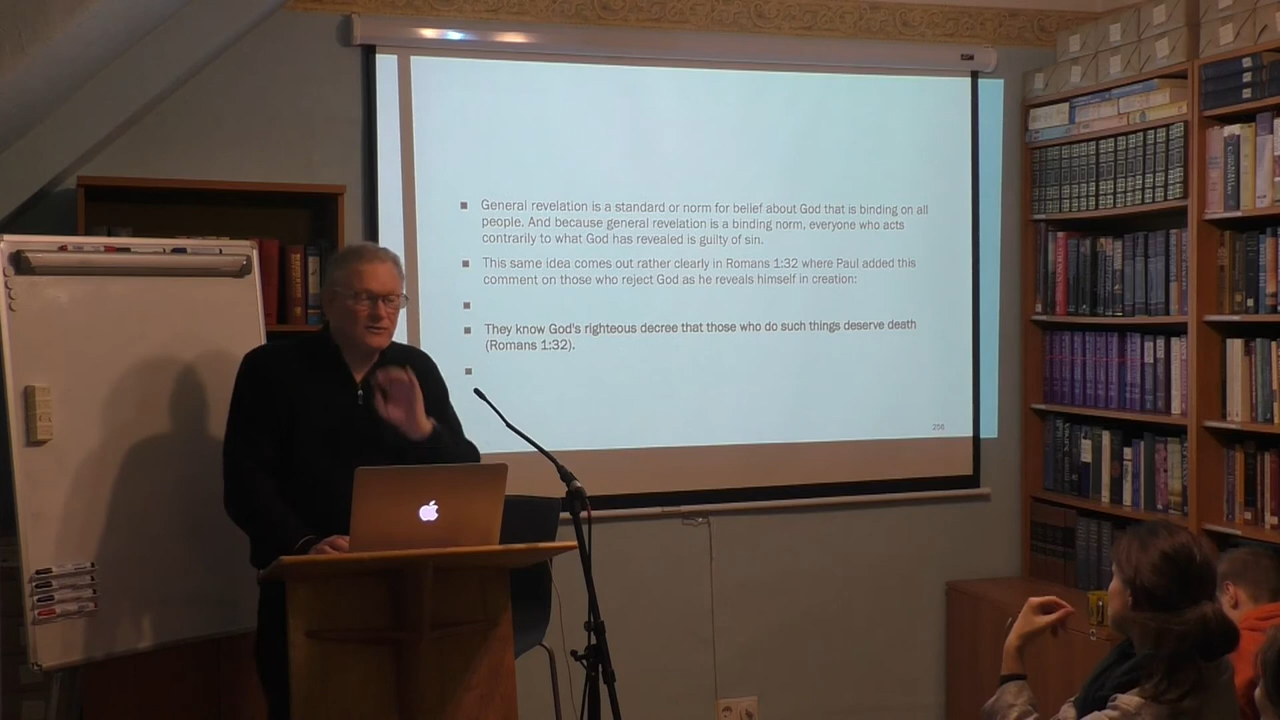 General revelation is a standard or norm for belief about God that is binding on all
people. And because general revelation is a binding norm, everyone who acts
contrarily to what God has revealed is guilty of sin.
This same idea comes out rather clearly in Romans 1:32 where Paul added this
comment on those who reject God as he reveals himself in creation:
They know God's righteous decree that those who do such things deserve death
(Romans 1:32).